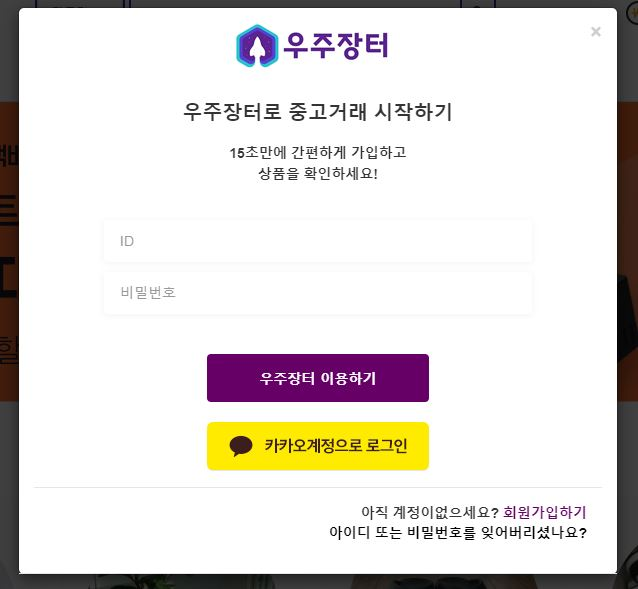 우주장터
×
우주장터로 중고거래 시작하기
15초만에 간편하게 가입하고
상품을 확인하세요!
ID
비밀번호
우주장터 이용하기
카카오계정으로 로그인
아직 계정이없으세요? 회원가입하기
아이디 또는 비밀번호를 잊어버리셨나요?